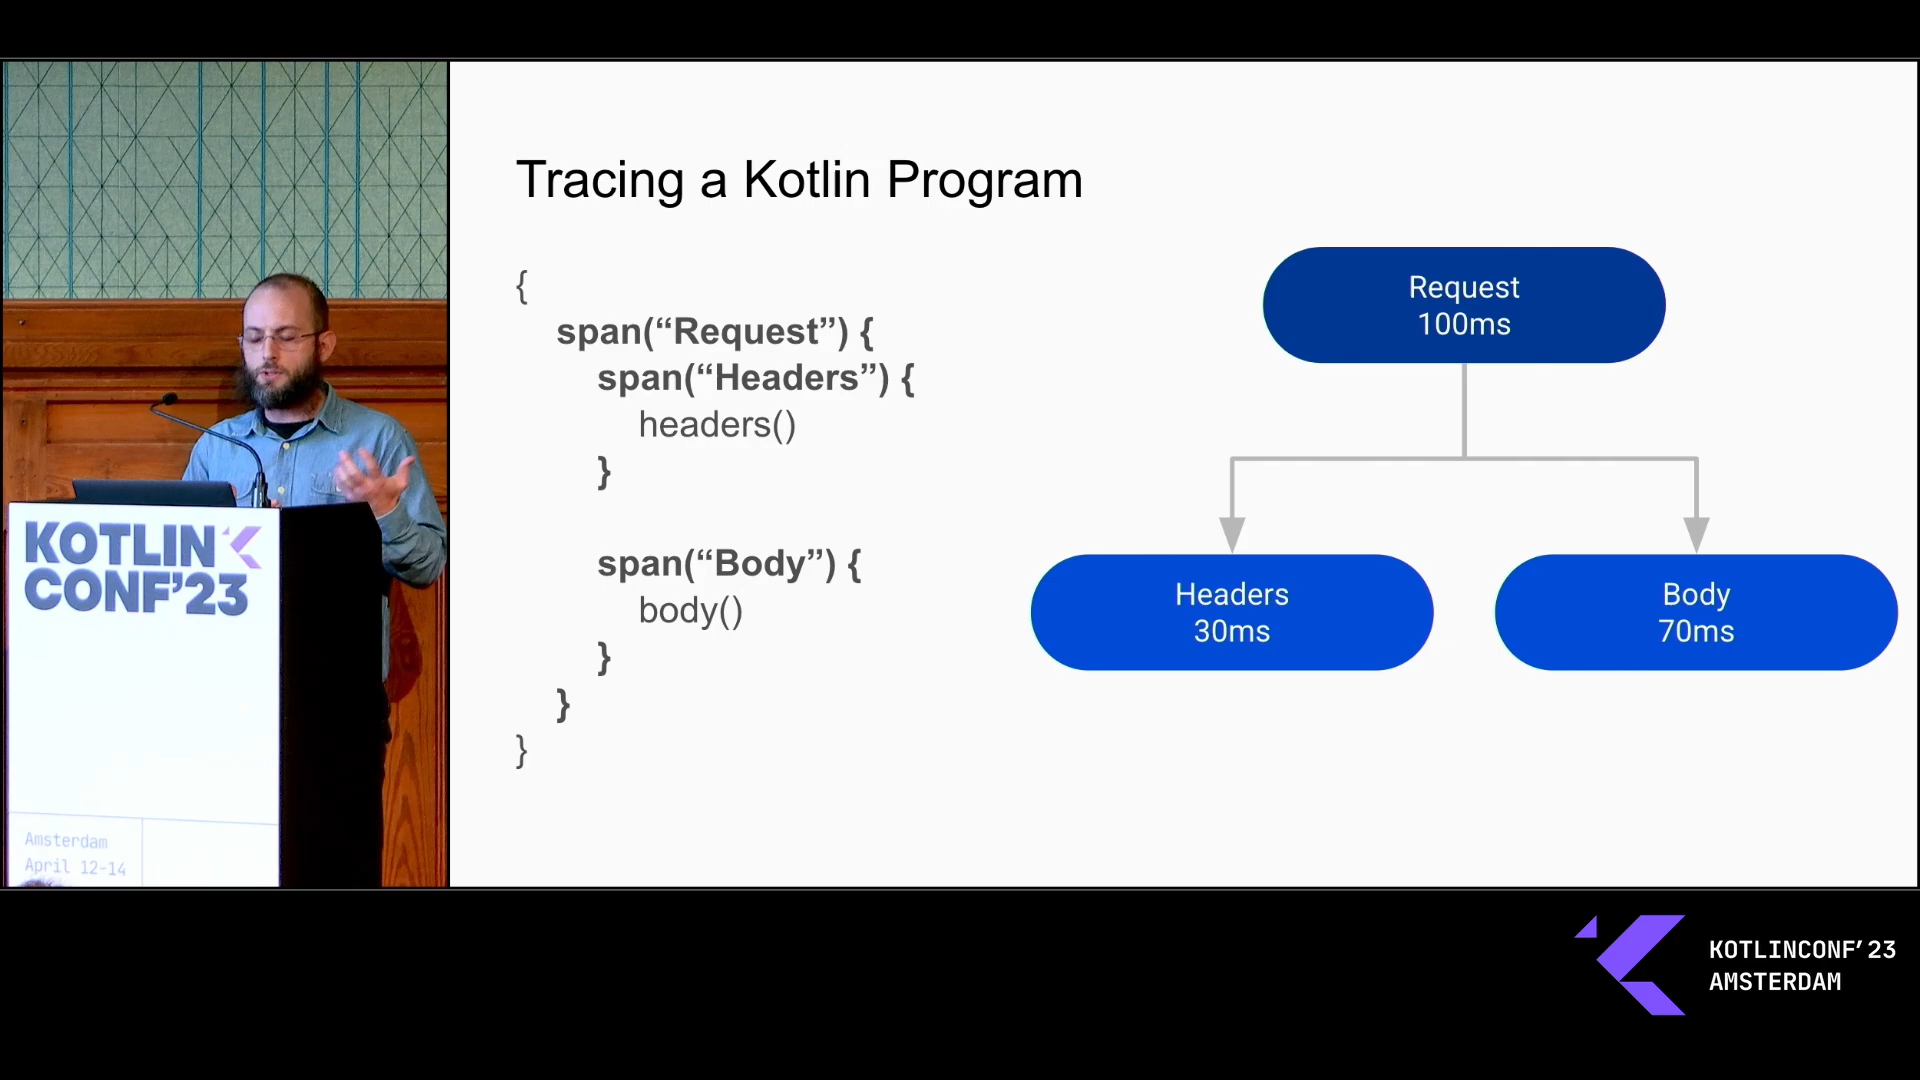 Tracing a Kotlin Program
{
span(“Request”) {
span(“Headers”) {
headers()
}
span(“Body”) {
body()
}
}
}
Request
100ms
Headers
30ms
Body
70ms
KOTLIN
CONF’23
Amsterdam
April 12-14
KOTLINCONF’23
AMSTERDAM